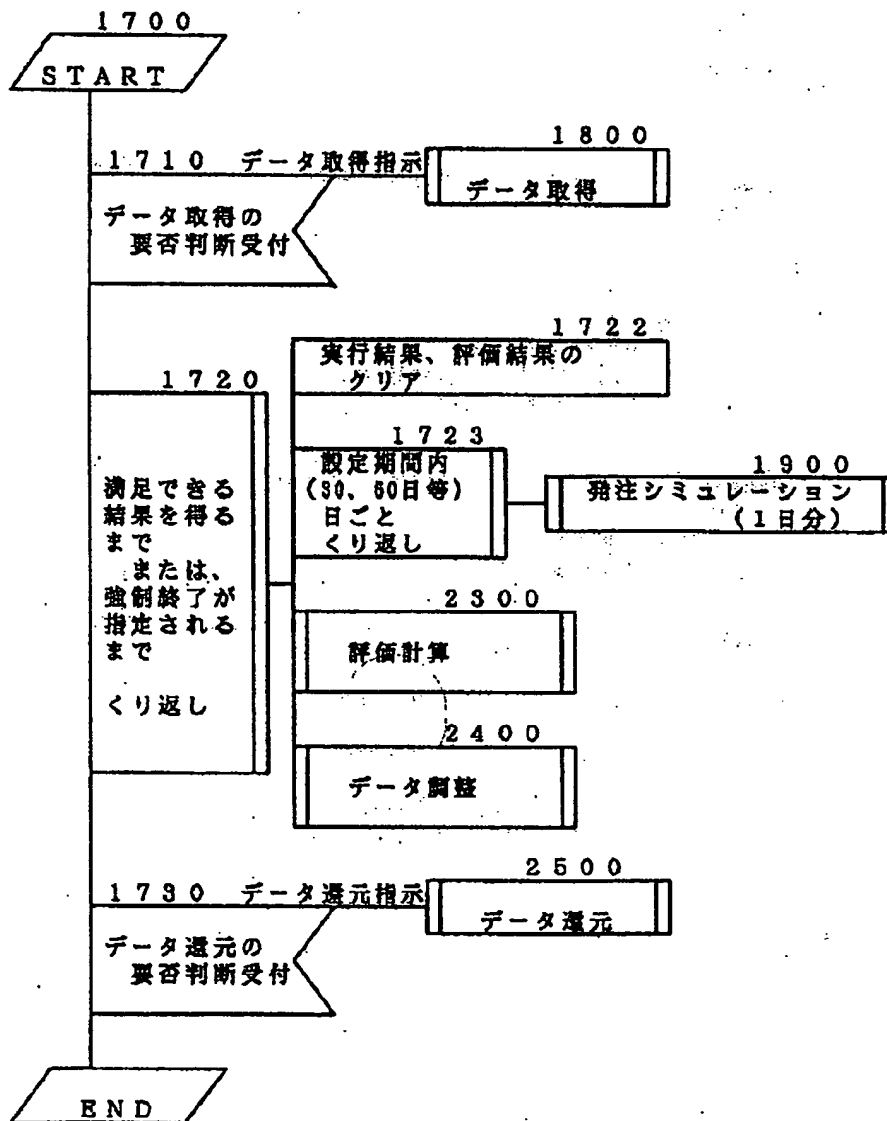 1700
START
1710 データ取得指示
1800
データ取得
データ取得の
要否判断受付
1722
実行結果、評価結果の
クリア
1720
満足できる
結果を得る
まで
または、
強制終了が
指定される
まで
くり返し
1723
設定期間内
(30、60日等)
日ごと
くり返し
1900
発注シミュレーション
(1日分)
2300
評価計算
2400
データ調整
1730 データ還元指示
2500
データ還元
データ還元の
要否判断受付
END